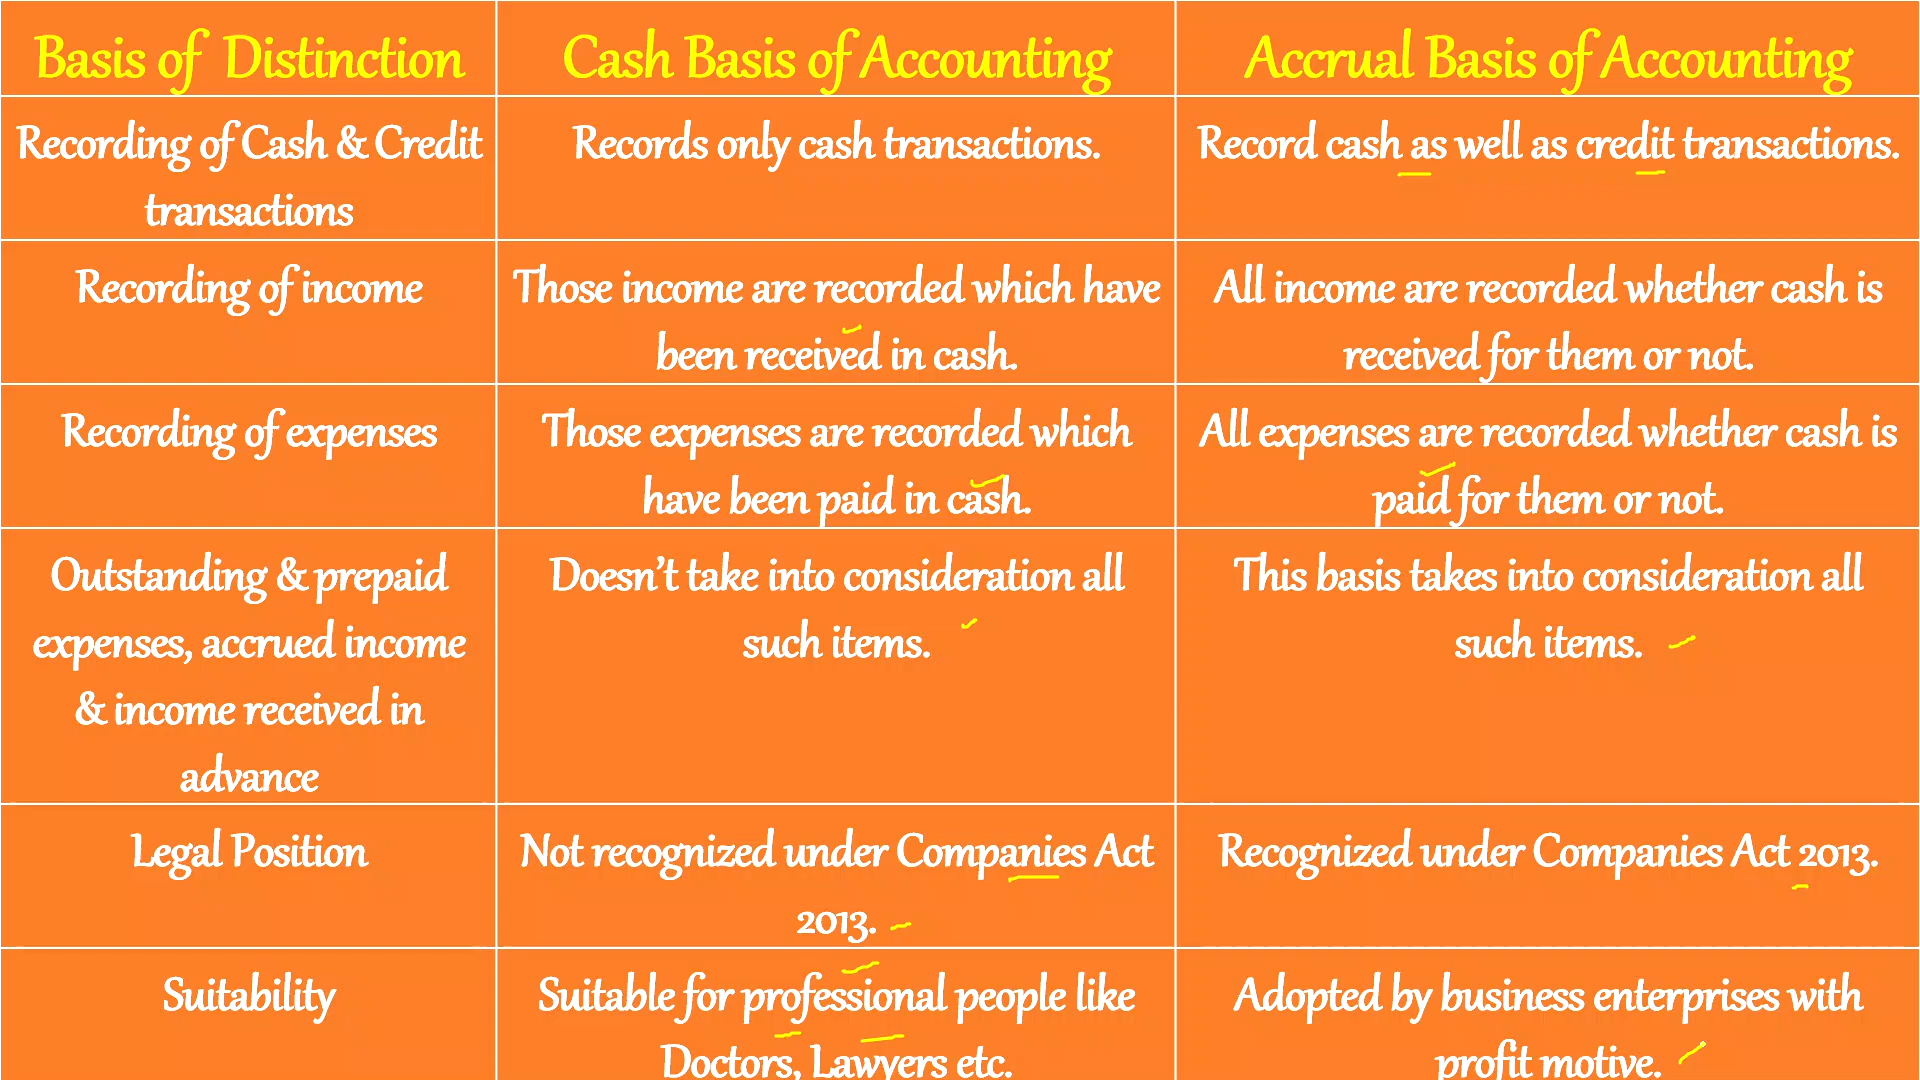 Basis of Distinction
Cash Basis of Accounting
Accrual Basis of Accounting
Recording of Cash & Credit
transactions
Records only cash transactions.
Record cash as well as credit transactions.
Recording of income
Those income are recorded which have
been received in cash.
All income are recorded whether cash is
received for them or not.
Recording of expenses
Those expenses are recorded which
have been paid in cash.
All expenses are recorded whether cash is
paid for them or not.
Outstanding & prepaid
expenses, accrued income
& income received in
advance
Doesn't take into consideration all
such items.
This basis takes into consideration all
such items.
Legal Position
Not recognized under Companies Act
2013.
Recognized under Companies Act 2013.
Suitability
Suitable for professional people like
Doctors, Lawyers etc.
Adopted by business enterprises with
profit motive.